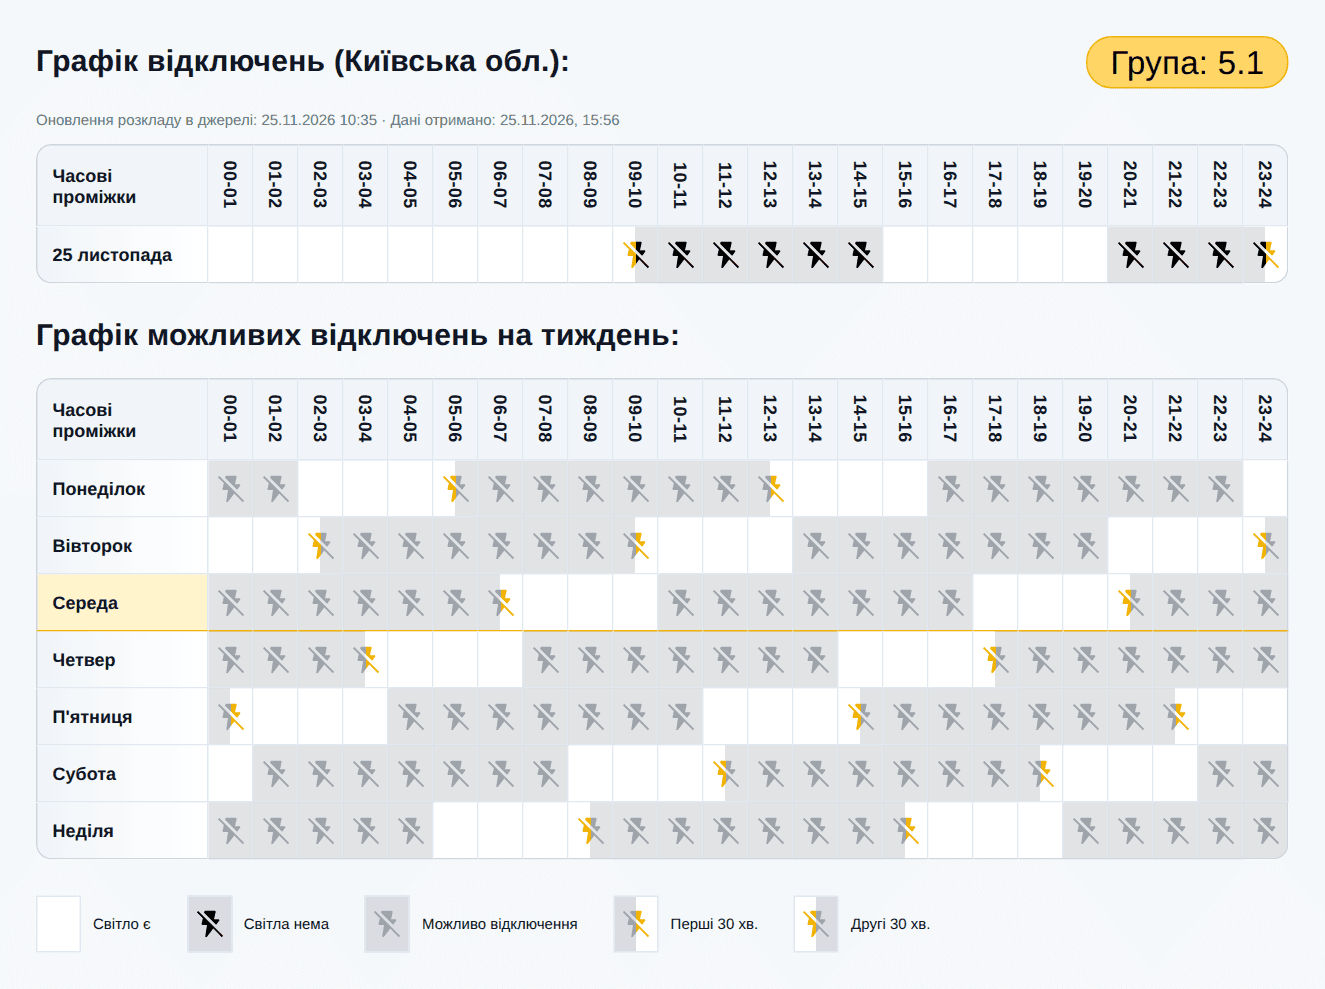 Графік відключень (Київська обл.):
Група: 5.1
Оновлення розкладу в джерелі: 25.11.2026 10:35 · Дані отримано: 25.11.2026, 15:56
Часові проміжки 00-01 01-02 02-03 03-04 04-05 05-06 06-07 07-08 08-09 09-10 10-11 11-12 12-13 13-14 14-15 15-16 16-17 17-18 18-19 19-20 20-21 21-22 22-23 23-24
25 листопада
Графік можливих відключень на тиждень:
Часові проміжки 00-01 01-02 02-03 03-04 04-05 05-06 06-07 07-08 08-09 09-10 10-11 11-12 12-13 13-14 14-15 15-16 16-17 17-18 18-19 19-20 20-21 21-22 22-23 23-24
Понеділок
Вівторок
Середа
Четвер
П'ятниця
Субота
Неділя
Світло є Світла нема Можливо відключення Перші 30 хв. Другі 30 хв.